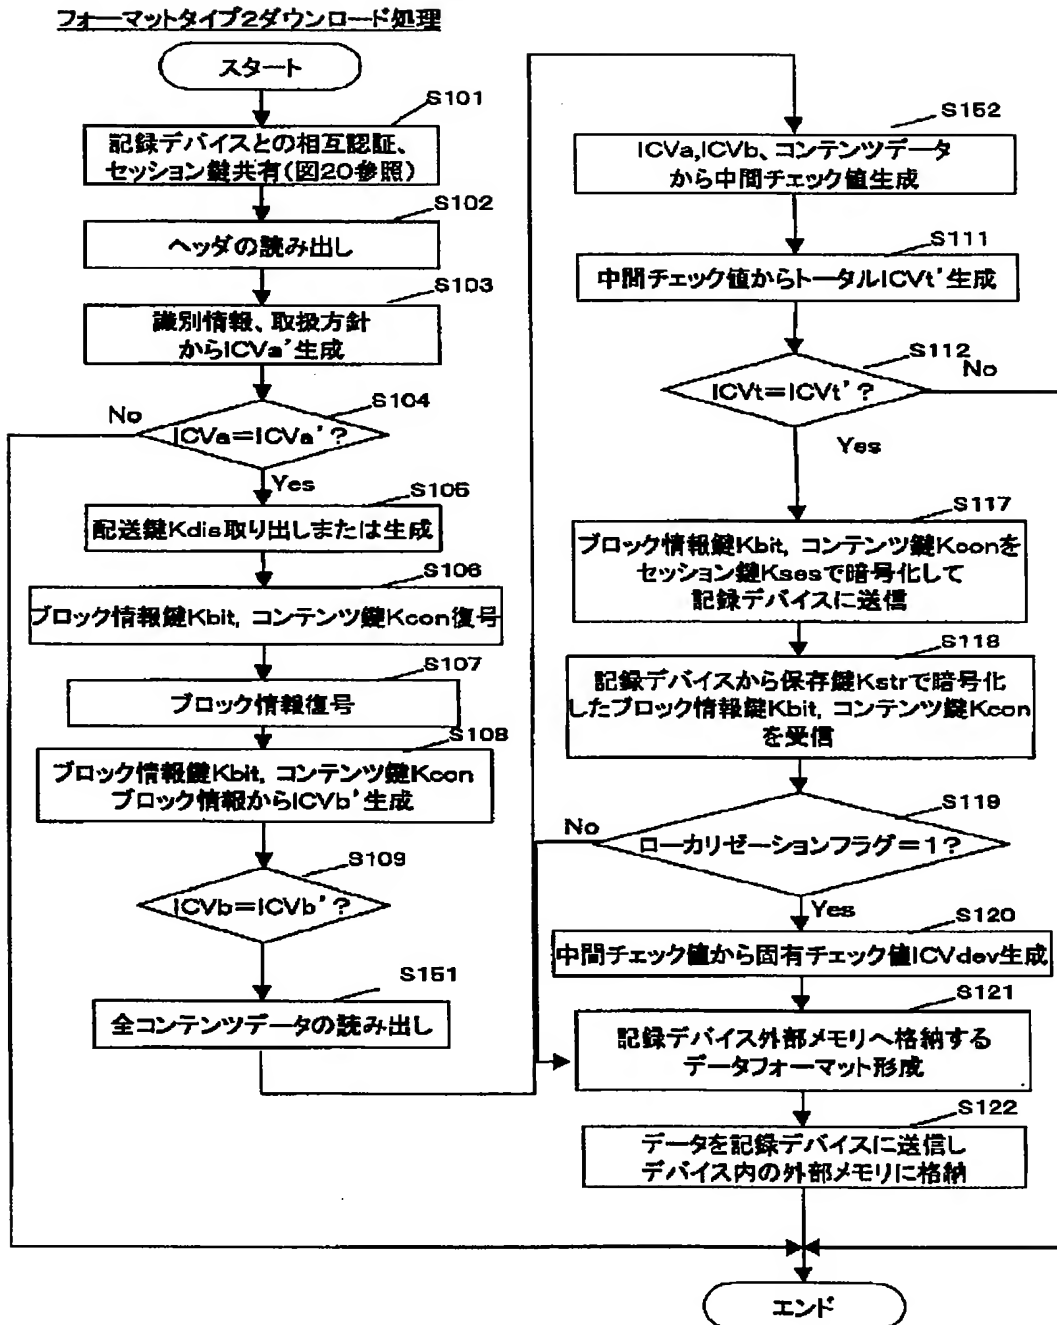 フォーマットタイプ2ダウンロード処理
スタート
S101
記録デバイスとの相互認証、
セッション鍵共有(図20参照)
S102
ヘッダの読み出し
S103
識別情報、取扱方針
からICVa'生成
S104
No
ICVa=ICVa'?
Yes
S105
配送鍵Kdis取り出しまたは生成
S106
ブロック情報鍵Kbit, コンテンツ鍵Kcon復号
S107
ブロック情報復号
S108
ブロック情報鍵Kbit, コンテンツ鍵Kcon
ブロック情報からICVb'生成
S109
ICVb=ICVb'?
S151
全コンテンツデータの読み出し
S152
ICVa,ICVb、コンテンツデータ
から中間チェック値生成
S111
中間チェック値からトータルICVt'生成
S112
No
ICVt=ICVt'?
Yes
S117
ブロック情報鍵Kbit, コンテンツ鍵Kconを
セッション鍵Ksesで暗号化して
記録デバイスに送信
S118
記録デバイスから保存鍵Kstrで暗号化
したブロック情報鍵Kbit, コンテンツ鍵Kcon
を受信
S119
No
ローカリゼーションフラグ=1?
Yes
S120
中間チェック値から固有チェック値ICVdev生成
S121
記録デバイス外部メモリへ格納する
データフォーマット形成
S122
データを記録デバイスに送信し
デバイス内の外部メモリに格納
エンド